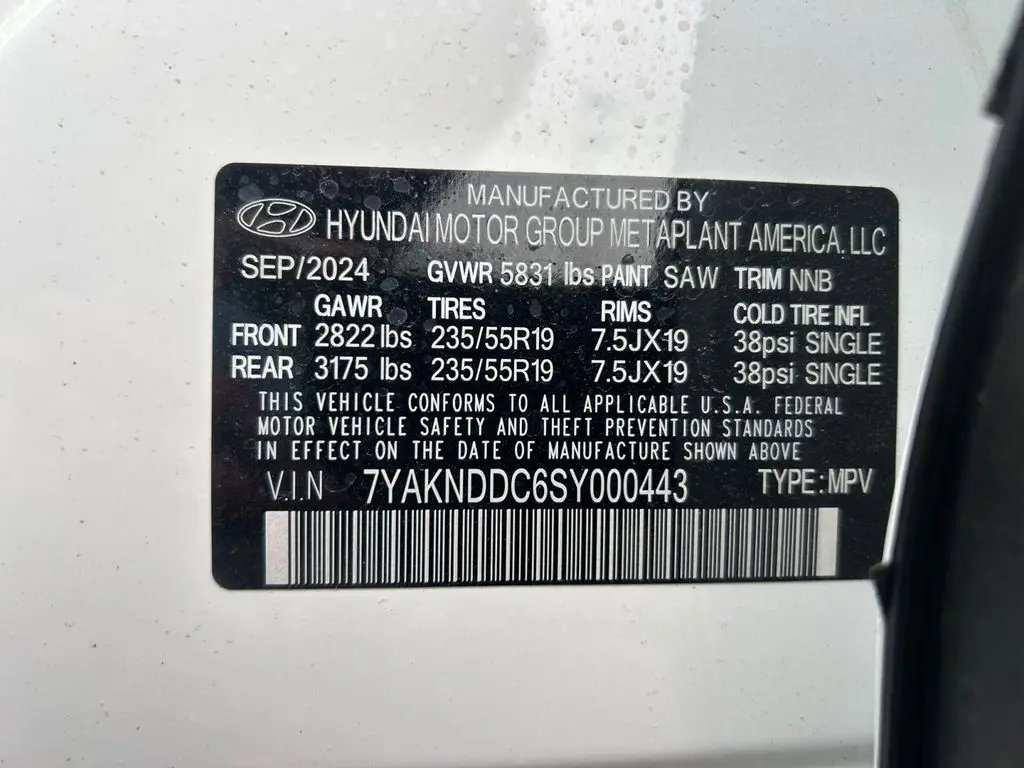 MANUFACTURED BY
HYUNDAI MOTOR GROUP METAPLANT AMERICA, LLC
SEP/2024 GVWR 5831 lbs PAINT SAW TRIM NNB
GAWR TIRES RIMS COLD TIRE INFL
FRONT 2822 lbs 235/55R19 7.5JX19 38psi SINGLE
REAR 3175 lbs 235/55R19 7.5JX19 38psi SINGLE
THIS VEHICLE CONFORMS TO ALL APPLICABLE U.S.A. FEDERAL
MOTOR VEHICLE SAFETY AND THEFT PREVENTION STANDARDS
IN EFFECT ON THE DATE OF MANUFACTURE SHOWN ABOVE
V.I.N 7YAKNDDC6SY000443 TYPE:MPV